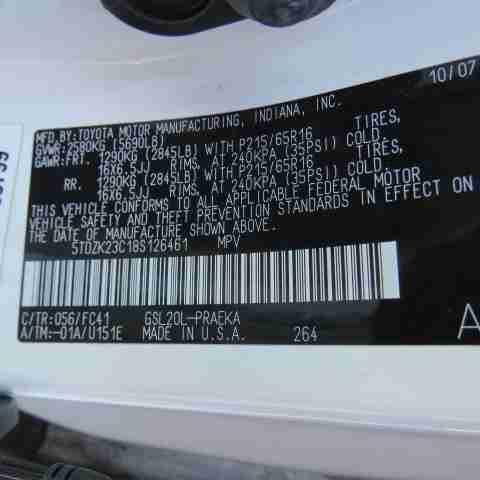 10/07
MFD.BY:TOYOTA MOTOR MANUFACTURING, INDIANA, INC.
GVWR:2580KG (5690LB)
GAWR:FRT. 1290KG (2845LB) WITH P215/65R16 TIRES,
16X6.5JJ RIMS, AT 240KPA (35PSI) COLD.
RR. 1290KG (2845LB) WITH P215/65R16 TIRES,
16X6.5JJ RIMS, AT 240KPA (35PSI) COLD.
THIS VEHICLE CONFORMS TO ALL APPLICABLE FEDERAL MOTOR
VEHICLE SAFETY AND BUMPER STANDARDS IN EFFECT ON THE
DATE OF MANUFACTURE SHOWN ABOVE.
5TDZK23C18S126461 MPV
C/TR:056/FC41 GSL20L-PRAEKA
A/TM:-01A/U151E MADE IN U.S.A. 264
A